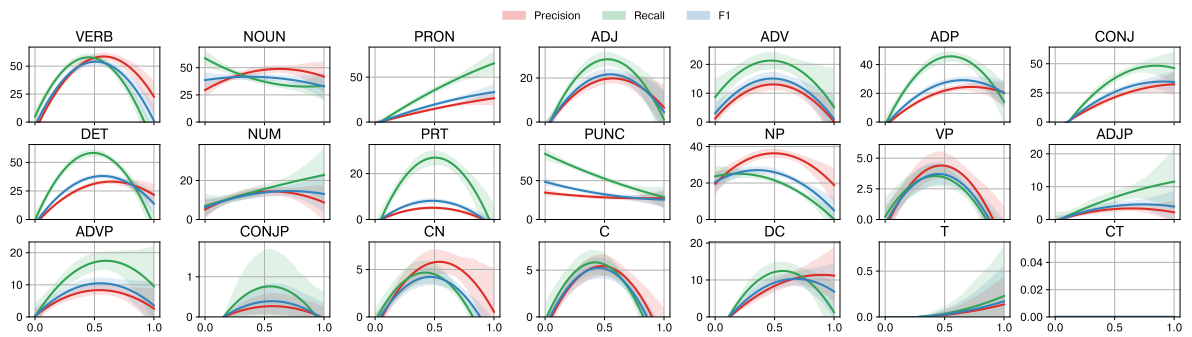 Precision Recall F1
VERB NOUN PRON ADJ ADV ADP CONJ
50 25 0
50 25 0
50 0
20 0
40 20 0
40 20 0
50 25 0
DET NUM PRT PUNC NP VP ADJP
50 25 0
20 0
20 0
50 0
40 20 0
5.0 2.5 0.0
20 10 0
ADVP CONJP CN C DC T CT
20 10 0
1 0
5 0
5 0
20 10 0
0.5 0.0
0.04 0.02 0.00
0.0 0.5 1.0 0.0 0.5 1.0 0.0 0.5 1.0 0.0 0.5 1.0 0.0 0.5 1.0 0.0 0.5 1.0 0.0 0.5 1.0